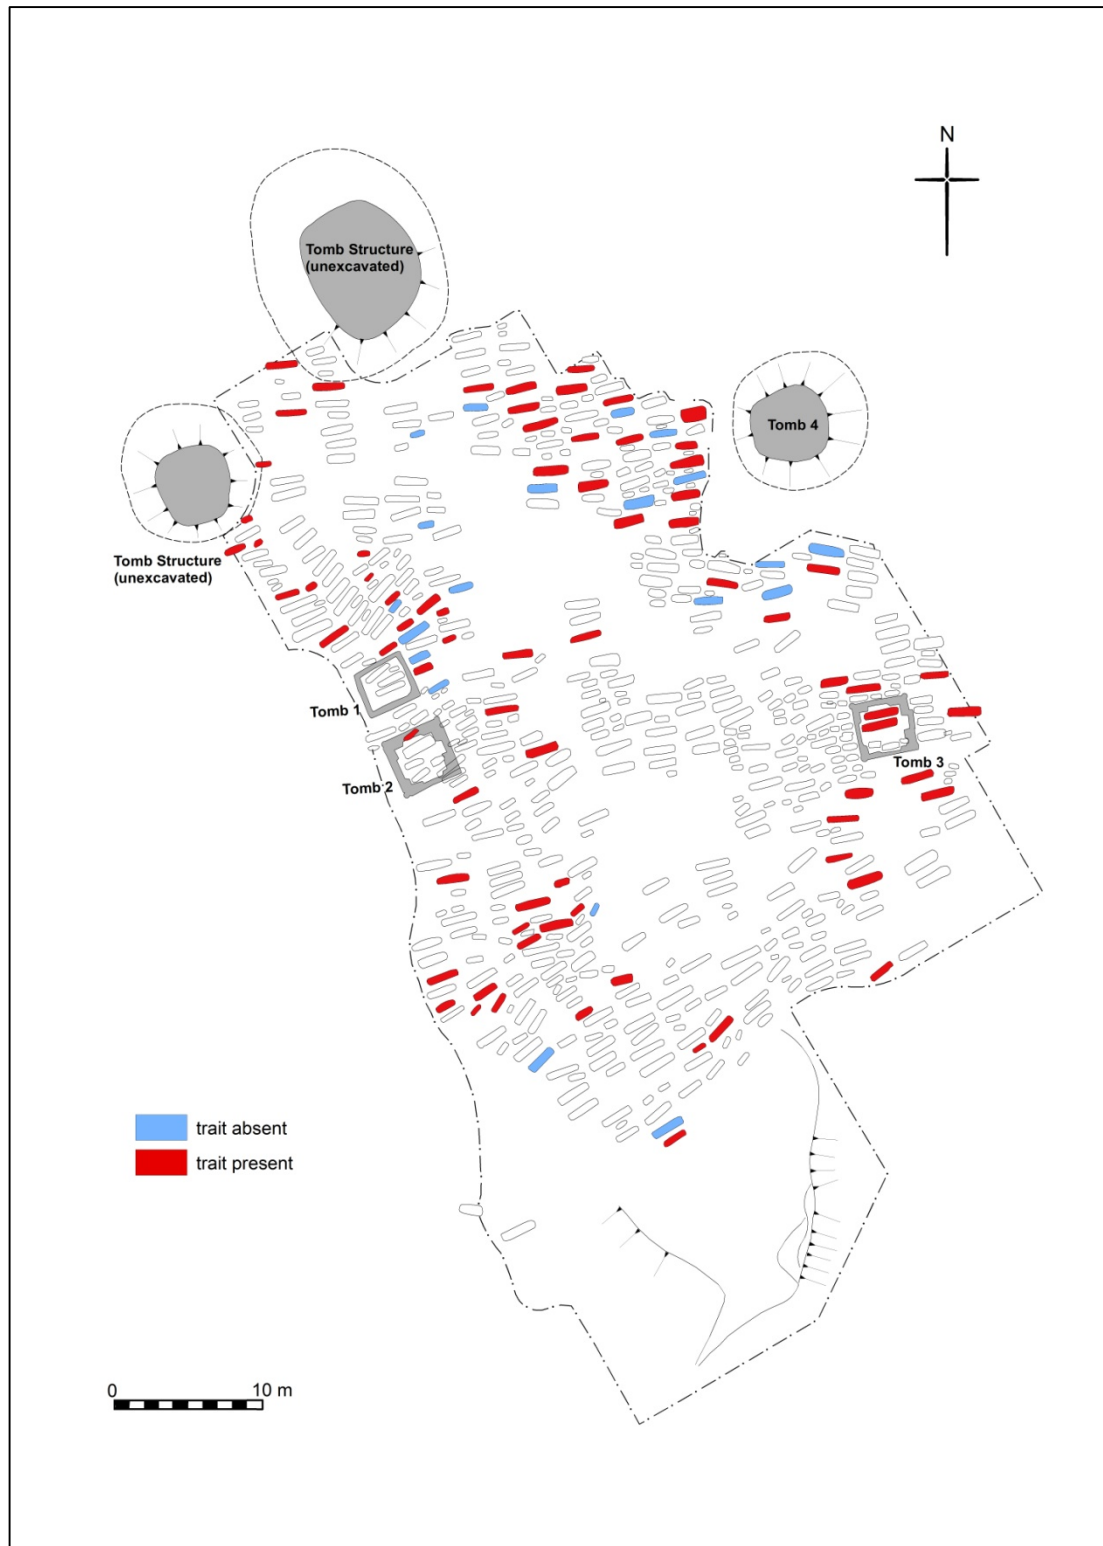 N
Tomb Structure
(unexcavated)
Tomb 4
Tomb Structure
(unexcavated)
Tomb 1
Tomb 2
Tomb 3
trait absent
trait present
0 10 m